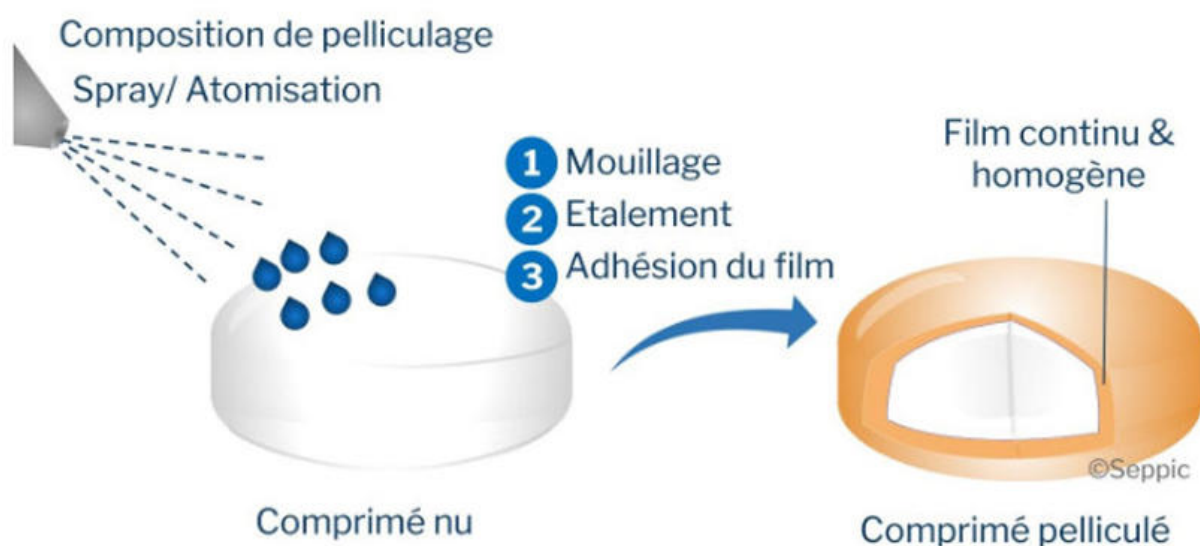 Composition de pelliculage
Spray/ Atomisation
1 Mouillage
2 Etalement
3 Adhésion du film
Film continu &
homogène
©Seppic
Comprimé nu
Comprimé pelliculé